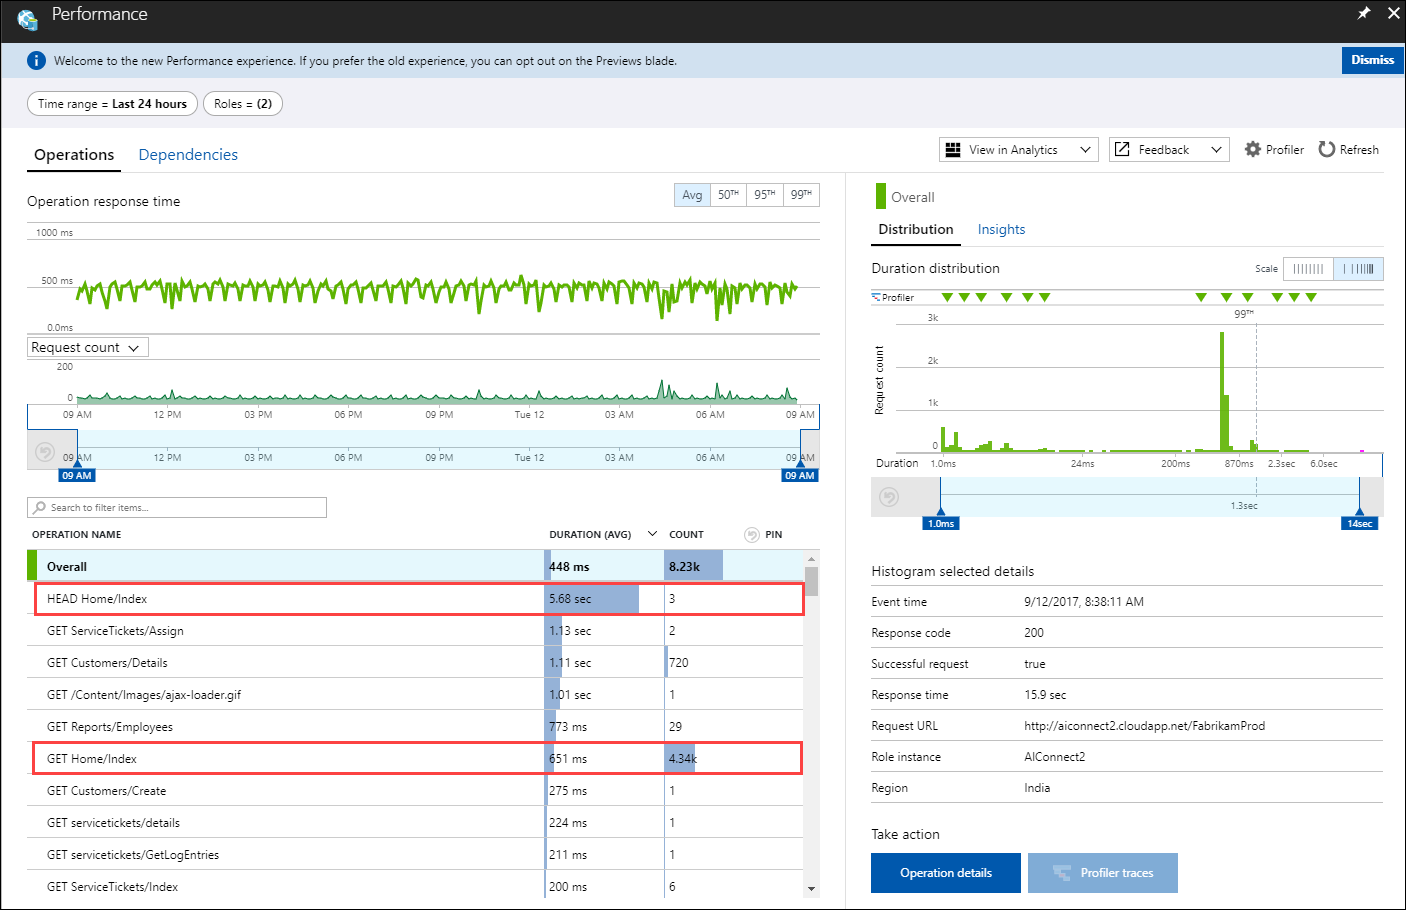 Performance
Welcome to the new Performance experience. If you prefer the old experience, you can opt out on the Previews blade.
Dismiss
Time range = Last 24 hours
Roles = (2)
Operations
Dependencies
View in Analytics
Feedback
Profiler
Refresh
Operation response time
Avg
50TH
95TH
99TH
1000 ms
500 ms
0.0ms
Request count
200
0
09 AM 12 PM 03 PM 06 PM 09 PM Tue 12 03 AM 06 AM 09 AM
09 AM 12 PM 03 PM 06 PM 09 PM Tue 12 03 AM 06 AM 09 AM
09 AM
09 AM
Search to filter items...
OPERATION NAME DURATION (AVG) COUNT PIN
Overall 448 ms 8.23k
HEAD Home/Index 5.68 sec 3
GET ServiceTickets/Assign 1.13 sec 2
GET Customers/Details 1.11 sec 720
GET /Content/Images/ajax-loader.gif 1.01 sec 1
GET Reports/Employees 773 ms 29
GET Home/Index 651 ms 4.34k
GET Customers/Create 275 ms 1
GET servicetickets/details 224 ms 1
GET servicetickets/GetLogEntries 211 ms 1
GET ServiceTickets/Index 200 ms 6
Overall
Distribution
Insights
Duration distribution
Scale
Profiler
99TH
3k
2k
1k
0
Request count
Duration 1.0ms 24ms 200ms 870ms 2.3sec 6.0sec
1.3sec
1.0ms
14sec
Histogram selected details
Event time 9/12/2017, 8:38:11 AM
Response code 200
Successful request true
Response time 15.9 sec
Request URL http://aiconnect2.cloudapp.net/FabrikamProd
Role instance AIConnect2
Region India
Take action
Operation details
Profiler traces